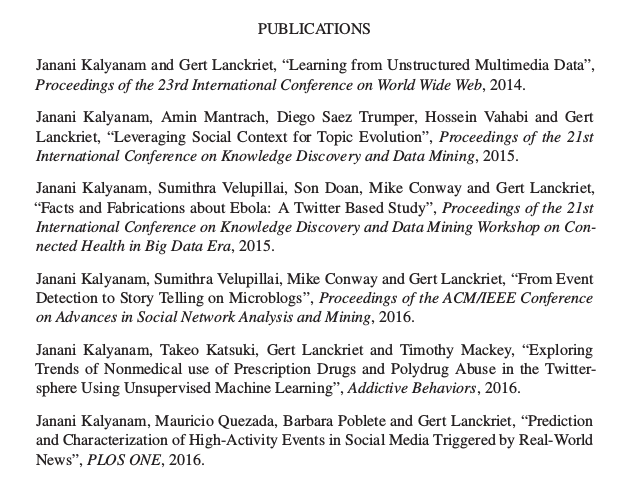 PUBLICATIONS
Janani Kalyanam and Gert Lanckriet, “Learning from Unstructured Multimedia Data”,
Proceedings of the 23rd International Conference on World Wide Web, 2014.
Janani Kalyanam, Amin Mantrach, Diego Saez Trumper, Hossein Vahabi and Gert
Lanckriet, “Leveraging Social Context for Topic Evolution”, Proceedings of the 21st
International Conference on Knowledge Discovery and Data Mining, 2015.
Janani Kalyanam, Sumithra Velupillai, Son Doan, Mike Conway and Gert Lanckriet,
“Facts and Fabrications about Ebola: A Twitter Based Study”, Proceedings of the 21st
International Conference on Knowledge Discovery and Data Mining Workshop on Con-
nected Health in Big Data Era, 2015.
Janani Kalyanam, Sumithra Velupillai, Mike Conway and Gert Lanckriet, “From Event
Detection to Story Telling on Microblogs”, Proceedings of the ACM/IEEE Conference
on Advances in Social Network Analysis and Mining, 2016.
Janani Kalyanam, Takeo Katsuki, Gert Lanckriet and Timothy Mackey, “Exploring
Trends of Nonmedical use of Prescription Drugs and Polydrug Abuse in the Twitter-
sphere Using Unsupervised Machine Learning”, Addictive Behaviors, 2016.
Janani Kalyanam, Mauricio Quezada, Barbara Poblete and Gert Lanckriet, “Prediction
and Characterization of High-Activity Events in Social Media Triggered by Real-World
News”, PLOS ONE, 2016.